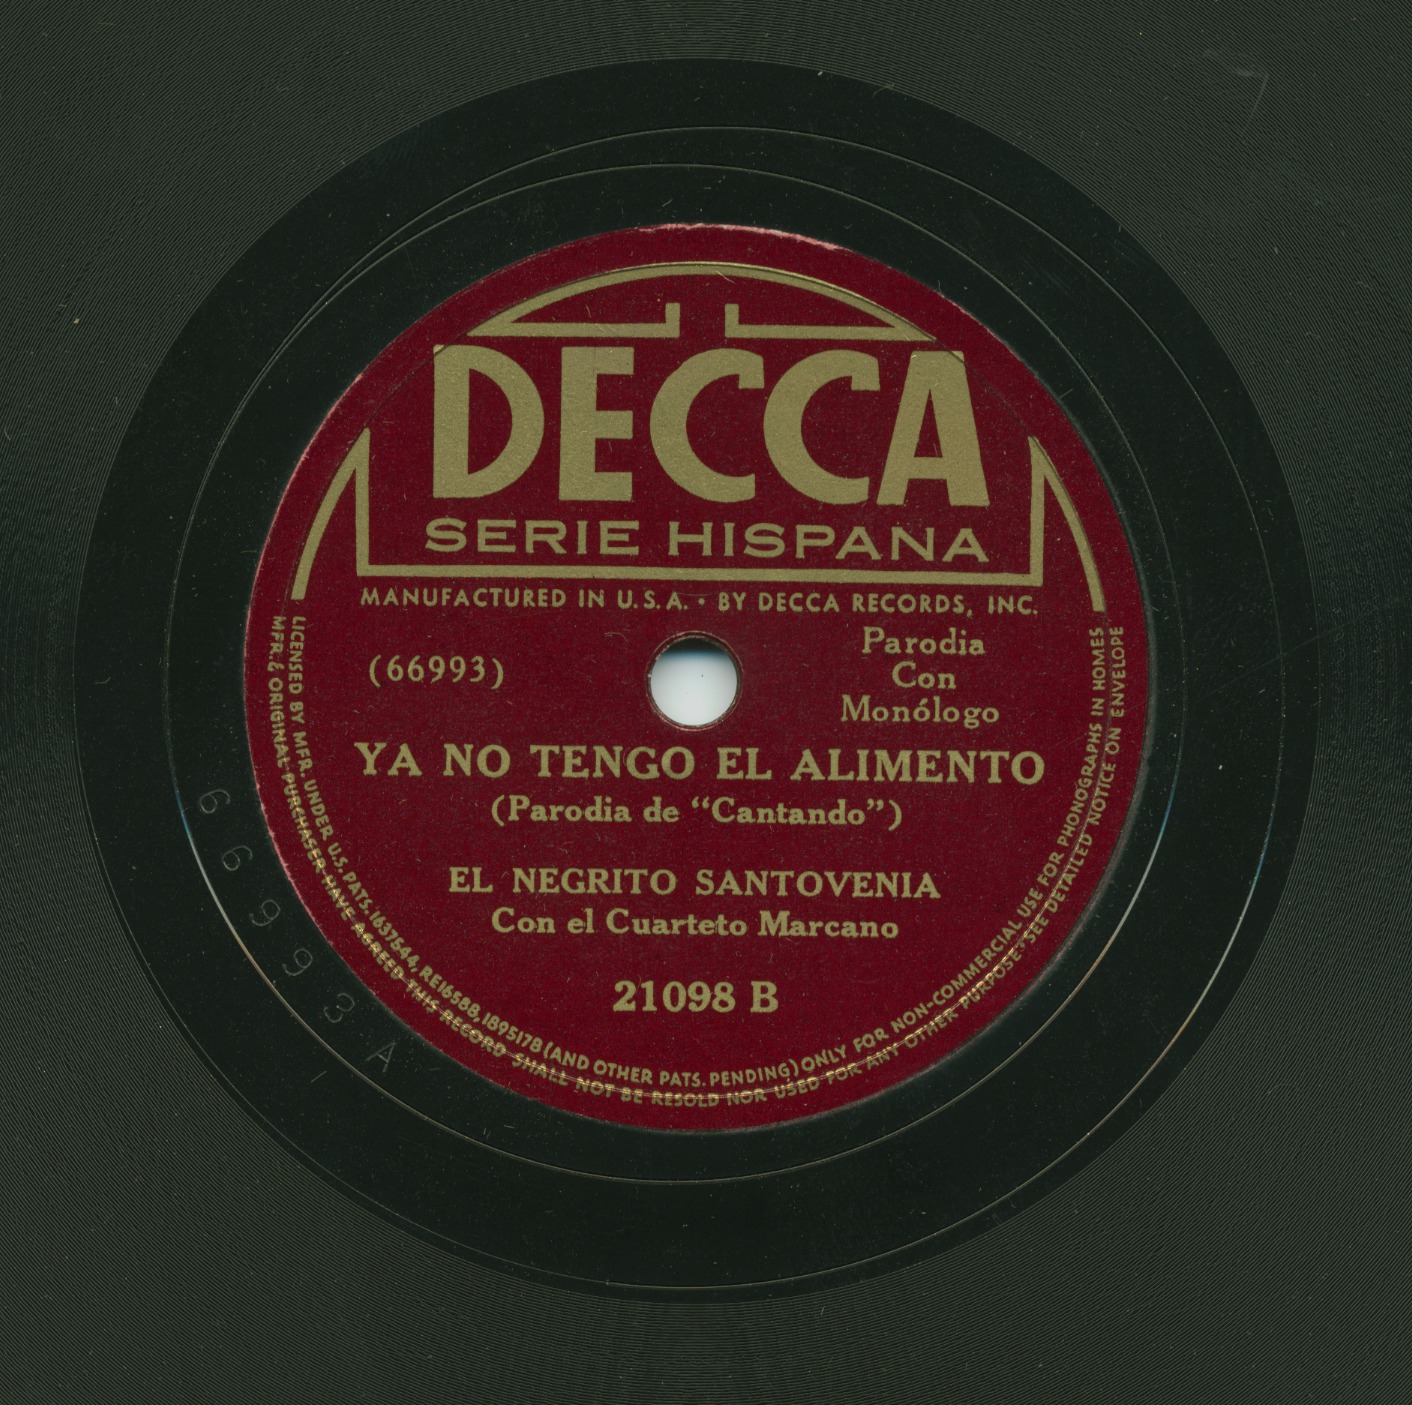 DECCA
SERIE HISPANA
MANUFACTURED IN U.S.A. • BY DECCA RECORDS, INC.
(66993)
Parodia
Con
Monólogo
YA NO TENGO EL ALIMENTO
(Parodia de “Cantando”)
EL NEGRITO SANTOVENIA
Con el Cuarteto Marcano
21098 B
LICENSED BY MFR. UNDER U.S. PATS. 1637544, RE16588, 1895178 (AND OTHER PATS. PENDING) ONLY FOR NON-COMMERCIAL USE FOR PHONOGRAPHS IN HOMES
MFR. & ORIGINAL PURCHASER HAVE AGREED THIS RECORD SHALL NOT BE RESOLD NOR USED FOR ANY OTHER PURPOSE • SEE DETAILED NOTICE ON ENVELOPE
66993 A